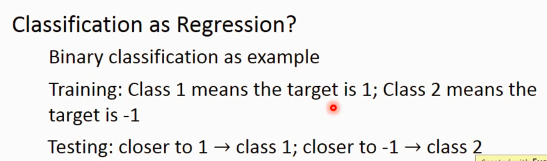 Classification as Regression?
Binary classification as example
Training: Class 1 means the target is 1; Class 2 means the
target is -1
Testing: closer to 1 → class 1; closer to -1 → class 2